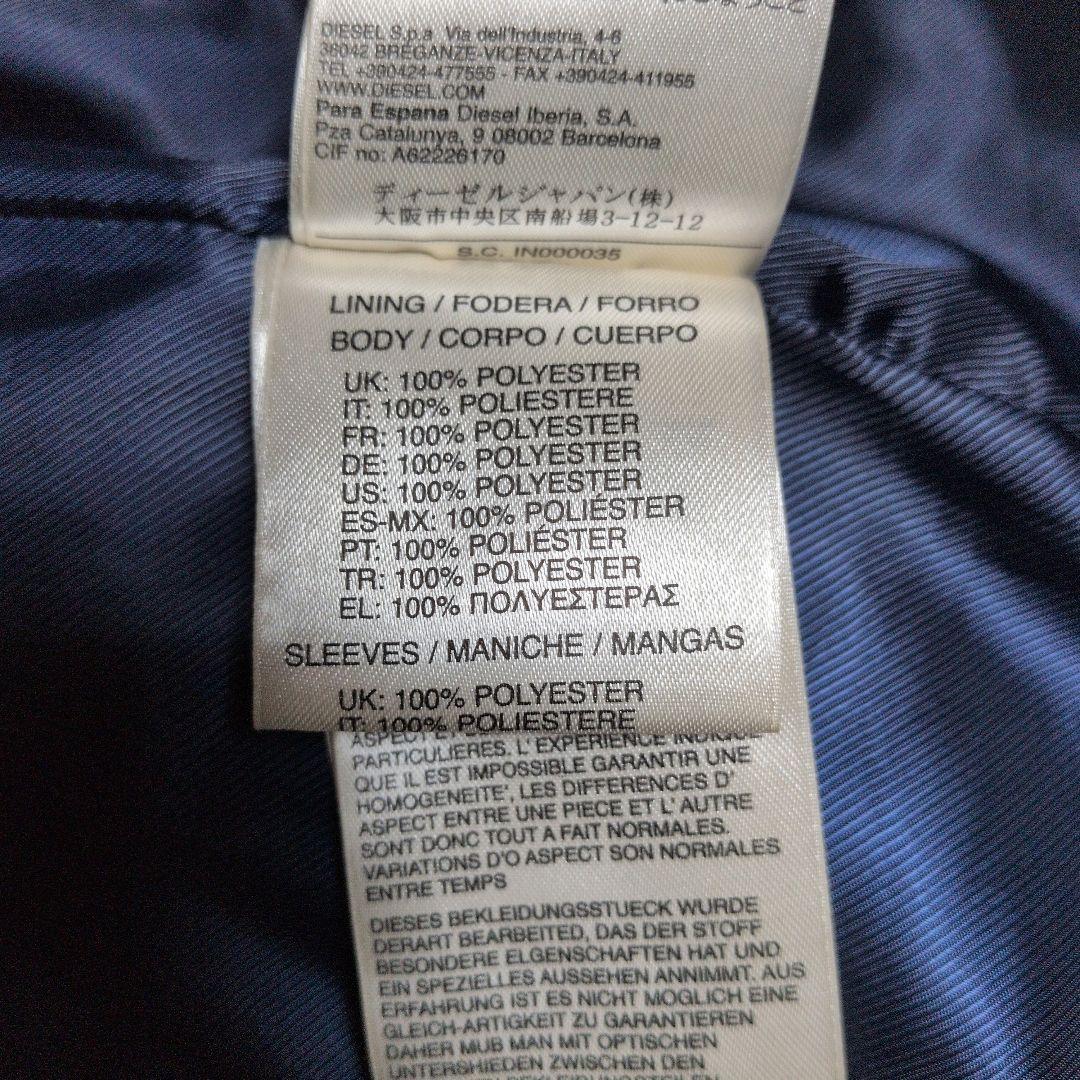 DIESEL S.p.a Via dell'Industria, 4-6
36042 BREGANZE-VICENZA-ITALY
TEL +390424-477555 - FAX +390424-411955
WWW.DIESEL.COM
Para Espana Diesel Iberia, S.A.
Pza Catalunya, 9 08002 Barcelona
CIF no: A62226170
ディーゼルジャパン(株)
大阪市中央区南船場3-12-12
S.C. IN000035
LINING / FODERA / FORRO
BODY / CORPO / CUERPO
UK: 100% POLYESTER
IT: 100% POLIESTERE
FR: 100% POLYESTER
DE: 100% POLYESTER
US: 100% POLYESTER
ES-MX: 100% POLIÉSTER
PT: 100% POLIÉSTER
TR: 100% POLYESTER
EL: 100% ΠΟΛΥΕΣΤΕΡΑΣ
SLEEVES / MANICHE / MANGAS
UK: 100% POLYESTER
IT: 100% POLIESTERE
PARTICULIERES. L' EXPERIENCE INDIQUE
QUE IL EST IMPOSSIBLE GARANTIR UNE
HOMOGENEITE', LES DIFFERENCES D'
ASPECT ENTRE UNE PIECE ET L' AUTRE
SONT DONC TOUT A FAIT NORMALES.
VARIATIONS D'O ASPECT SON NORMALES
ENTRE TEMPS
DIESES BEKLEIDUNGSSTUECK WURDE
DERART BEARBEITED, DAS DER STOFF
BESONDERE ELGENSCHAFTEN HAT UND
EIN SPEZIELLES AUSSEHEN ANNIMMT. AUS
ERFAHRUNG IST ES NICHT MOGLICH EINE
GLEICH-ARTIGKEIT ZU GARANTIEREN
DAHER MUB MAN MIT OPTISCHEN
UNTERSHIEDEN ZWISCHEN DEN